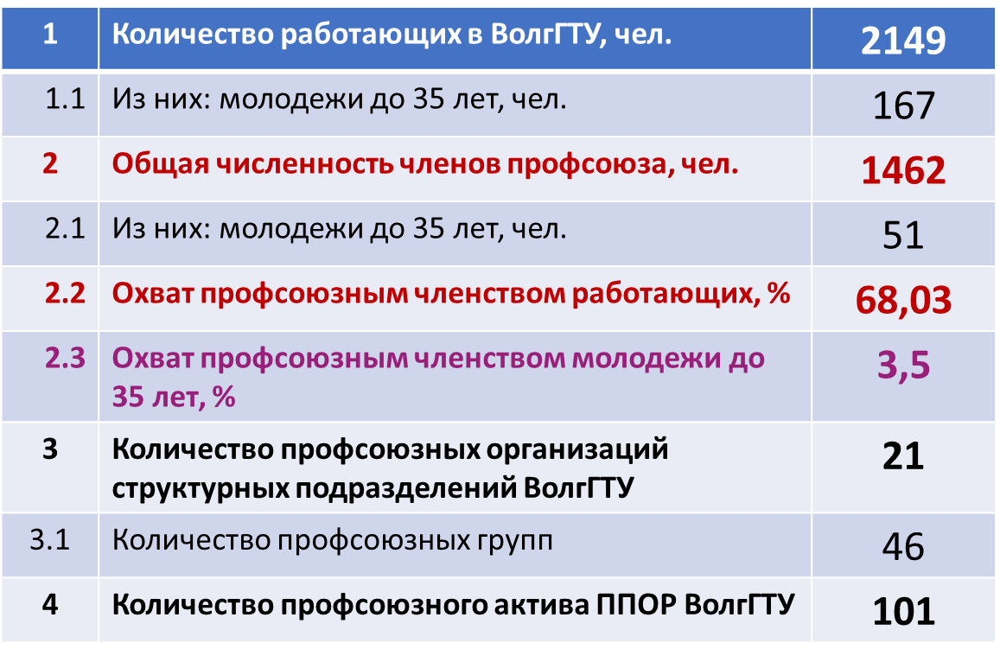 1 Количество работающих в ВолгГТУ, чел. 2149
1.1 Из них: молодежи до 35 лет, чел. 167
2 Общая численность членов профсоюза, чел. 1462
2.1 Из них: молодежи до 35 лет, чел. 51
2.2 Охват профсоюзным членством работающих, % 68,03
2.3 Охват профсоюзным членством молодежи до 3,5
35 лет, %
3 Количество профсоюзных организаций 21
структурных подразделений ВолгГТУ
3.1 Количество профсоюзных групп 46
4 Количество профсоюзного актива ППОР ВолгГТУ 101